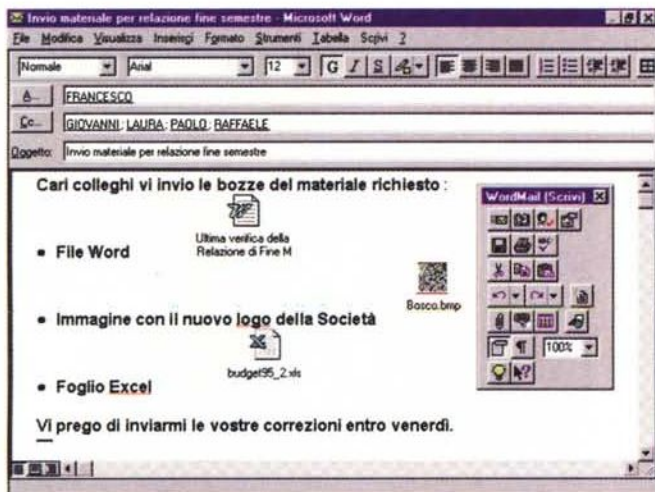 Invio materiale per relazione fine semestre - Microsoft Word
File Modifica Visualizza Inserisci Formato Strumenti Tabella Scrivi ?
Normale Arial 12 G I S
A... FRANCESCO
Cc... GIOVANNI; LAURA; PAOLO; RAFFAELE
Oggetto: Invio materiale per relazione fine semestre
Cari colleghi vi invio le bozze del materiale richiesto :
WordMail (Scrivi)
Ultima verifica della
Relazione di Fine M
• File Word
Bosco.bmp
• Immagine con il nuovo logo della Società
100%
budget95_2.xls
• Foglio Excel
Vi prego di inviarmi le vostre correzioni entro venerdì.